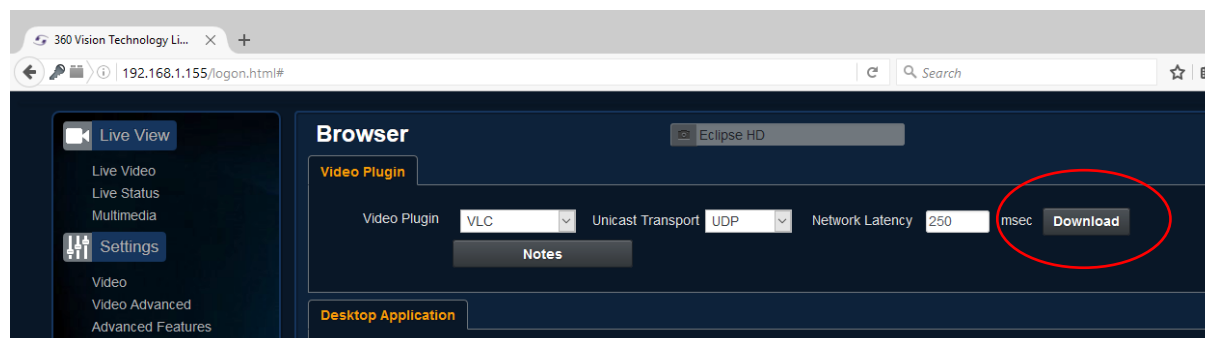 360 Vision Technology Li...
192.168.1.155/logon.html#
Search
Live View
Live Video
Live Status
Multimedia
Settings
Video
Video Advanced
Advanced Features
Browser
Eclipse HD
Video Plugin
Video Plugin VLC Unicast Transport UDP Network Latency 250 msec Download
Notes
Desktop Application